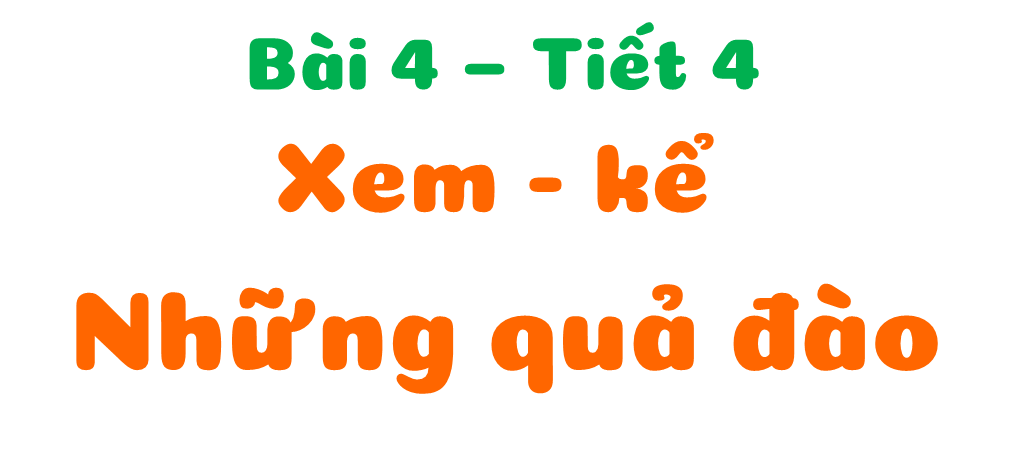 Bài 4 – Tiết 4
Xem - kể
Những quả đào